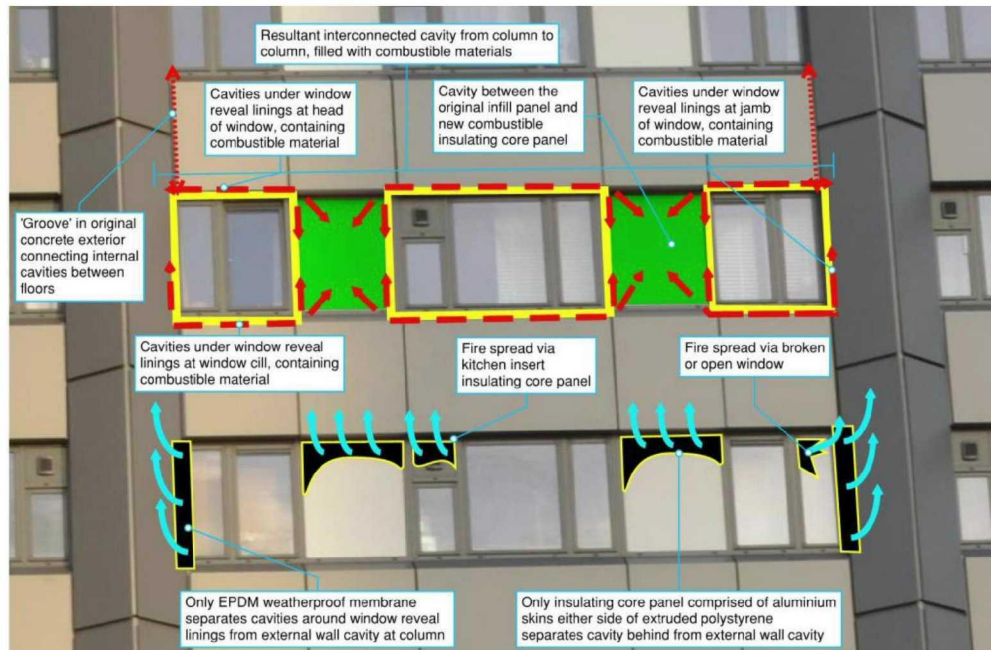 Resultant interconnected cavity from column to
column, filled with combustible materials
Cavities under window
reveal linings at head
of window, containing
combustible material
Cavity between the
original infill panel and
new combustible
insulating core panel
Cavities under window
reveal linings at jamb
of window, containing
combustible material
'Groove' in original
concrete exterior
connecting internal
cavities between
floors
Cavities under window reveal
linings at window cill, containing
combustible material
Fire spread via
kitchen insert
insulating core panel
Fire spread via broken
or open window
Only EPDM weatherproof membrane
separates cavities around window reveal
linings from external wall cavity at column
Only insulating core panel comprised of aluminium
skins either side of extruded polystyrene
separates cavity behind from external wall cavity